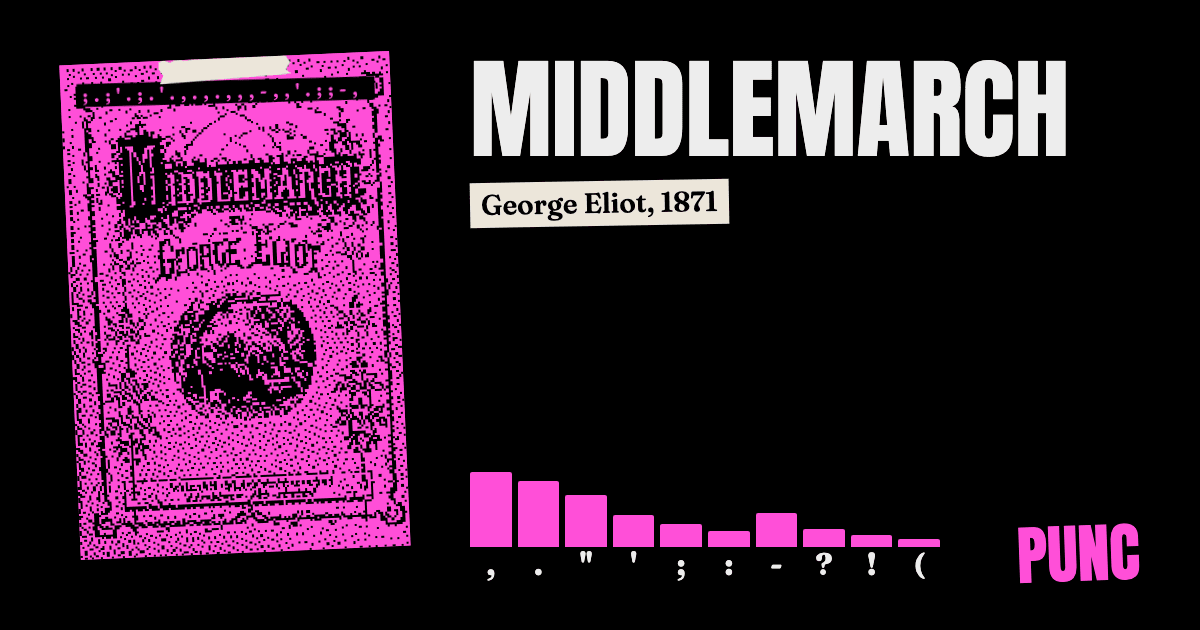 MIDDLEMARCH
GEORGE ELIOT
MIDDLEMARCH
George Eliot, 1871
, . " ' ; : - ? ! (
PUNC